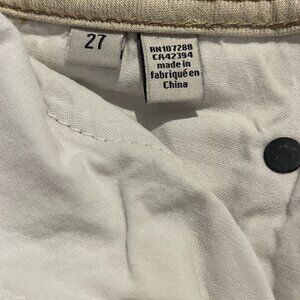 27
RN107288
CA42394
made in
fabriqué en
China